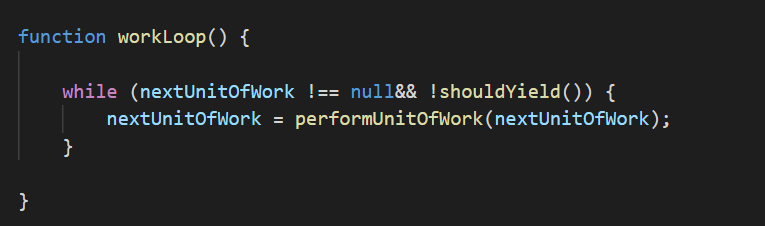 function workLoop() {
while (nextUnitOfWork !== null&& !shouldYield()) {
nextUnitOfWork = performUnitOfWork(nextUnitOfWork);
}
}